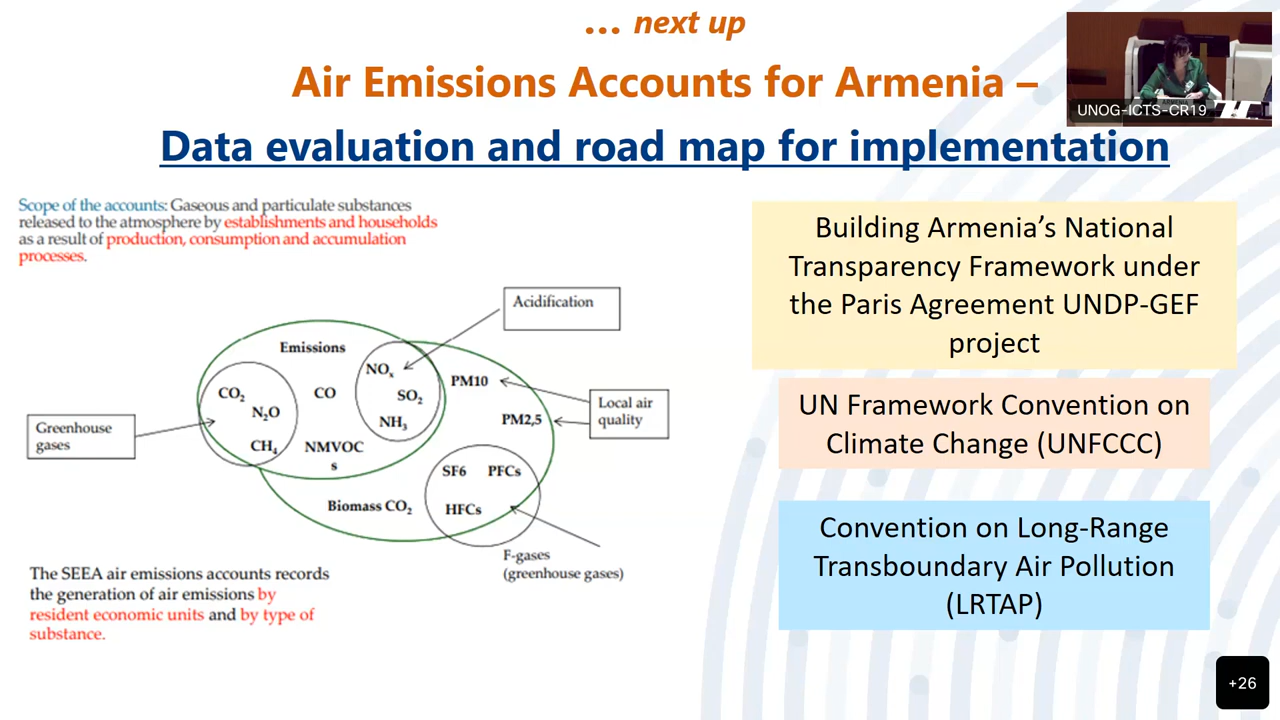 ... next up
Air Emissions Accounts for Armenia –
Data evaluation and road map for implementation
UNOG-ICTS-CR19
Scope of the accounts: Gaseous and particulate substances
released to the atmosphere by establishments and households
as a result of production, consumption and accumulation
processes.
Acidification
Emissions
NOx
CO₂
CO
SO₂
PM10
N₂O
NH₃
PM2,5
Local air
quality
Greenhouse
gases
CH₄
NMVOC
s
SF6
PFCs
Biomass CO₂
HFCs
F-gases
(greenhouse gases)
The SEEA air emissions accounts records
the generation of air emissions by
resident economic units and by type of
substance.
Building Armenia’s National
Transparency Framework under
the Paris Agreement UNDP-GEF
project
UN Framework Convention on
Climate Change (UNFCCC)
Convention on Long-Range
Transboundary Air Pollution
(LRTAP)
+26